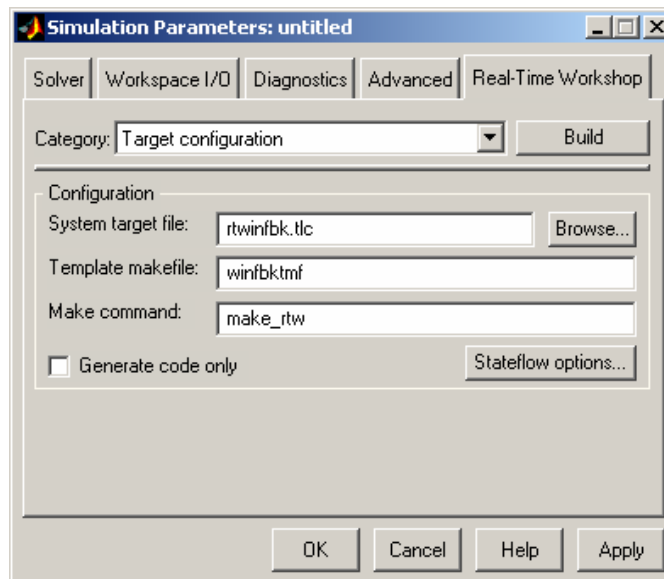 Simulation Parameters: untitled
Solver Workspace I/O Diagnostics Advanced Real-Time Workshop
Category: Target configuration Build
Configuration
System target file: rtwinfbk.tlc Browse...
Template makefile: winfbktmf
Make command: make_rtw
Generate code only Stateflow options...
OK Cancel Help Apply